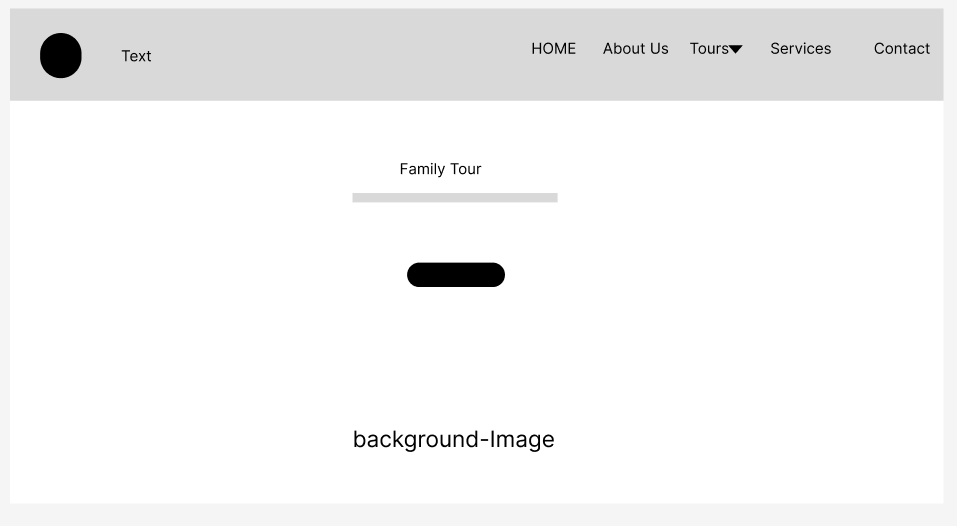 Text
HOME About Us Tours Services Contact
Family Tour
background-Image